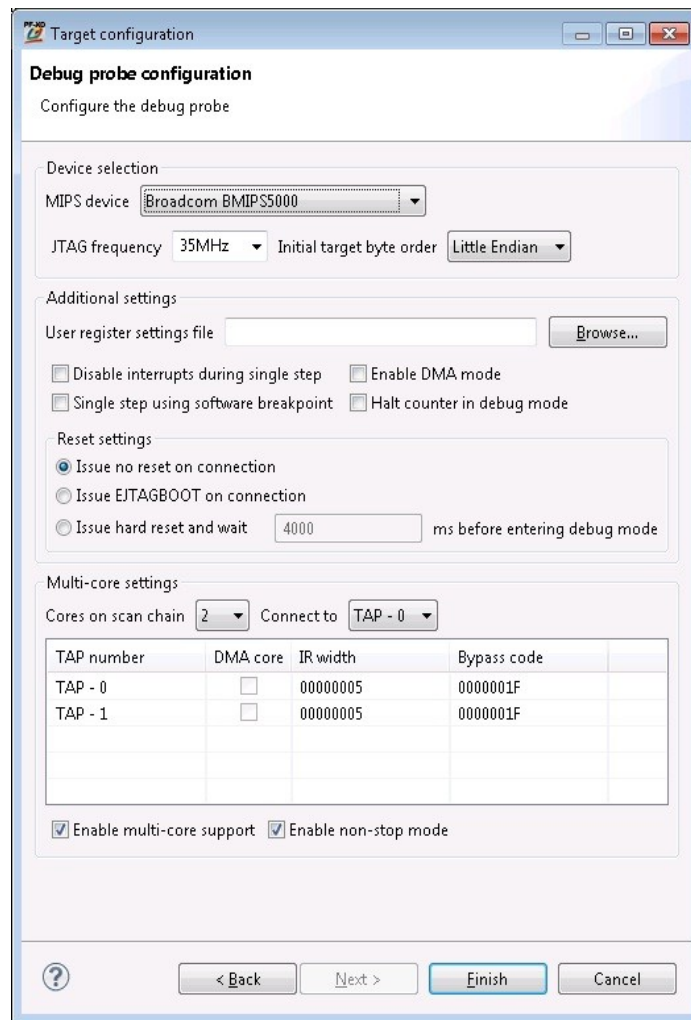 PF-XD
Target configuration
Debug probe configuration
Configure the debug probe
Device selection
MIPS device Broadcom BMIPS5000
JTAG frequency 35MHz Initial target byte order Little Endian
Additional settings
User register settings file Browse...
Disable interrupts during single step Enable DMA mode
Single step using software breakpoint Halt counter in debug mode
Reset settings
Issue no reset on connection
Issue EJTAGBOOT on connection
Issue hard reset and wait 4000 ms before entering debug mode
Multi-core settings
Cores on scan chain 2 Connect to TAP - 0
TAP number DMA core IR width Bypass code
TAP - 0 00000005 0000001F
TAP - 1 00000005 0000001F
Enable multi-core support Enable non-stop mode
? < Back Next > Finish Cancel